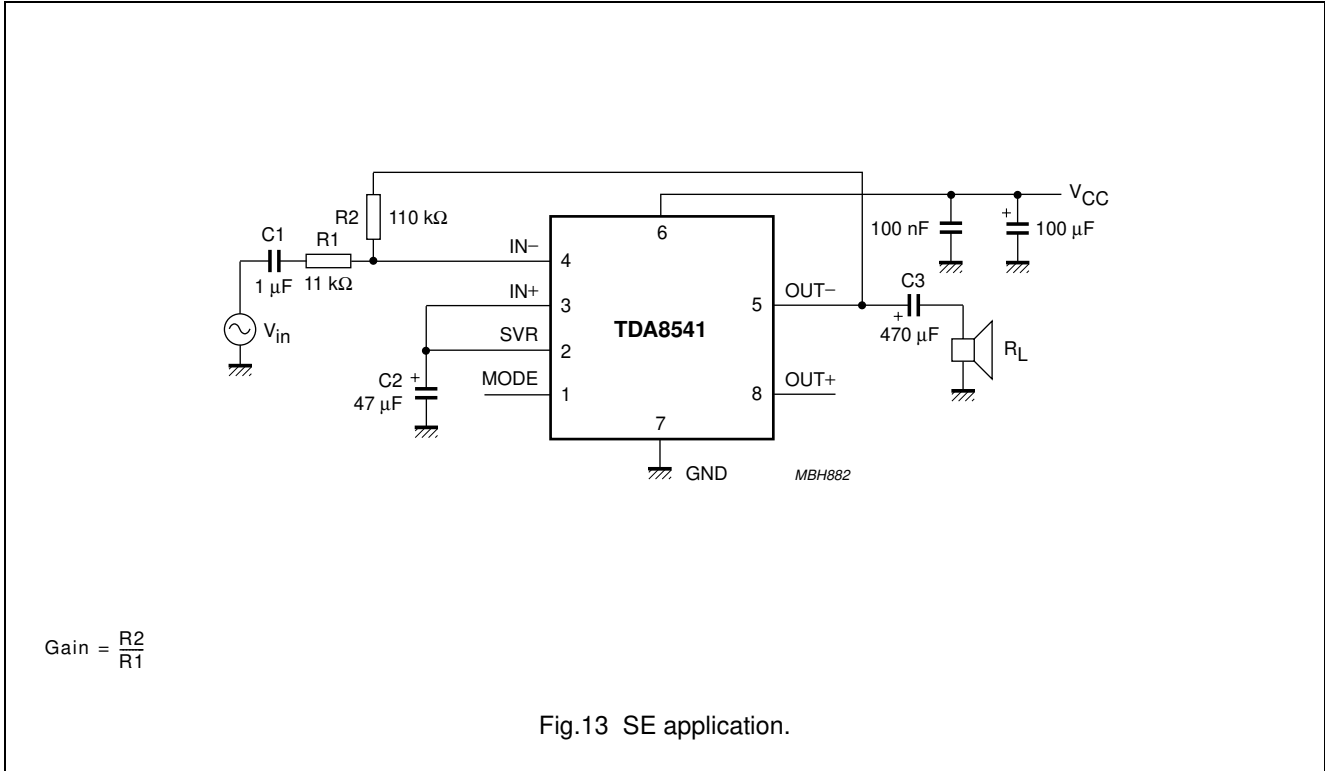 V_CC
R2 110 kΩ
100 nF
+ 100 μF
C1
R1
1 μF 11 kΩ
V_in
IN−
IN+
SVR
MODE
4
3
2
1
6
7
5
8
TDA8541
OUT−
OUT+
C3
+
470 μF
R_L
C2 +
47 μF
GND
MBH882
Gain = R2
R1
Fig.13 SE application.